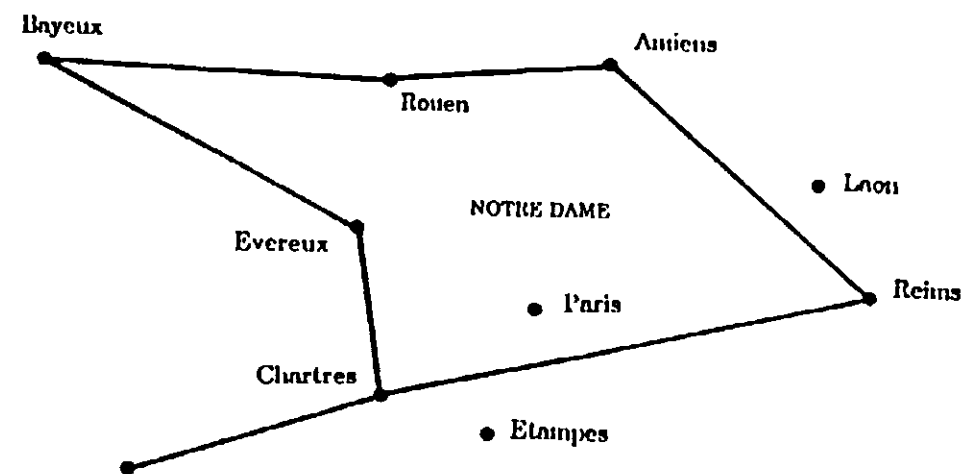 Bayeux
Amiens
Rouen
Laon
NOTRE DAME
Evereux
Reims
Paris
Chartres
Etampes